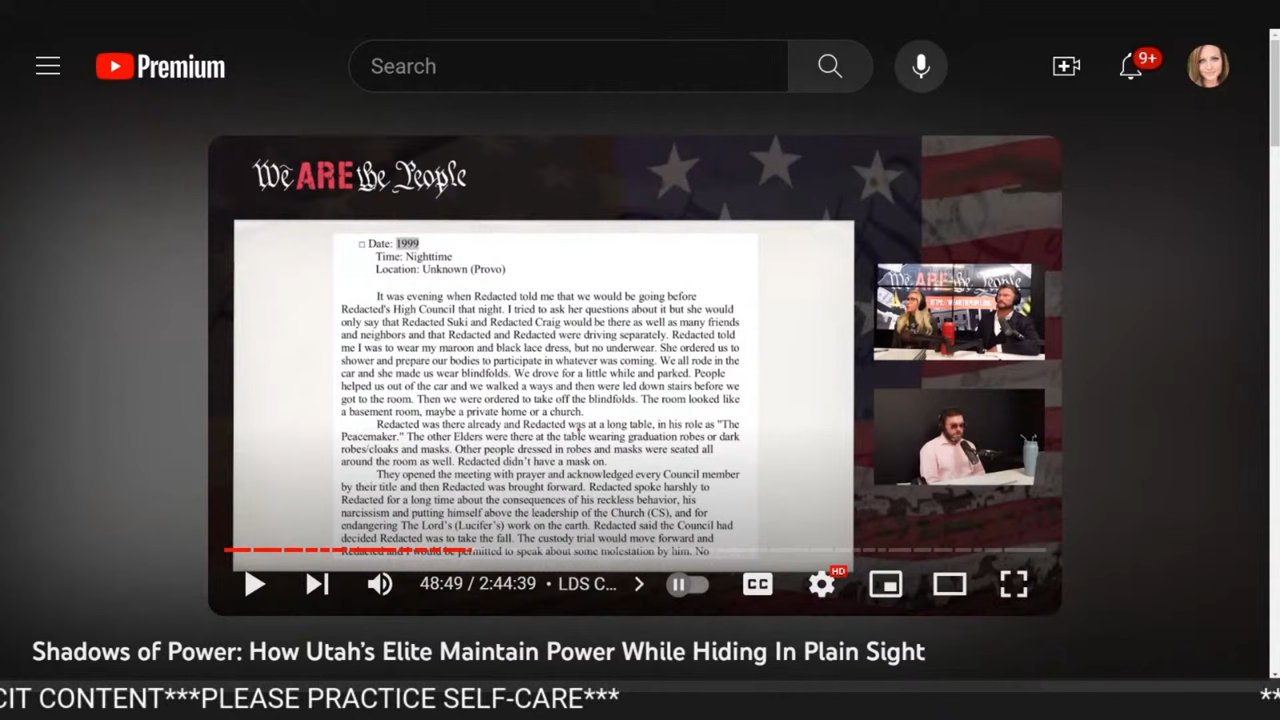 Premium
Search
9+
We ARE the People
Date: 1999
Time: Nighttime
Location: Unknown (Provo)
It was evening when Redacted told me that we would be going before
Redacted's High Council that night. I tried to ask her questions about it but she would
only say that Redacted Suki and Redacted Craig would be there as well as many friends
and neighbors and that Redacted and Redacted were driving separately. Redacted told
me I was to wear my maroon and black lace dress, but no underwear. She ordered us to
shower and prepare our bodies to participate in whatever was coming. We all rode in the
car and she made us wear blindfolds. We drove for a little while and parked. People
helped us out of the car and we walked a ways and then were led down stairs before we
got to the room. Then we were ordered to take off the blindfolds. The room looked like
a basement room, maybe a private home or a church.
Redacted was there already and Redacted was at a long table, in his role as "The
Peacemaker." The other Elders were there at the table wearing graduation robes or dark
robes/cloaks and masks. Other people dressed in robes and masks were seated all
around the room as well. Redacted didn't have a mask on.
They opened the meeting with prayer and acknowledged every Council member
by their title and then Redacted was brought forward. Redacted spoke harshly to
Redacted for a long time about the consequences of his reckless behavior, his
narcissism and putting himself above the leadership of the Church (CS), and for
endangering The Lord's (Lucifer's) work on the earth. Redacted said the Council had
decided Redacted was to take the fall. The custody trial would move forward and
Redacted and I would be permitted to speak about some molestation by him. No
We ARE the People
48:49 / 2:44:39 • LDS C...
CC
HD
Shadows of Power: How Utah's Elite Maintain Power While Hiding In Plain Sight
CIT CONTENT***PLEASE PRACTICE SELF-CARE***
**